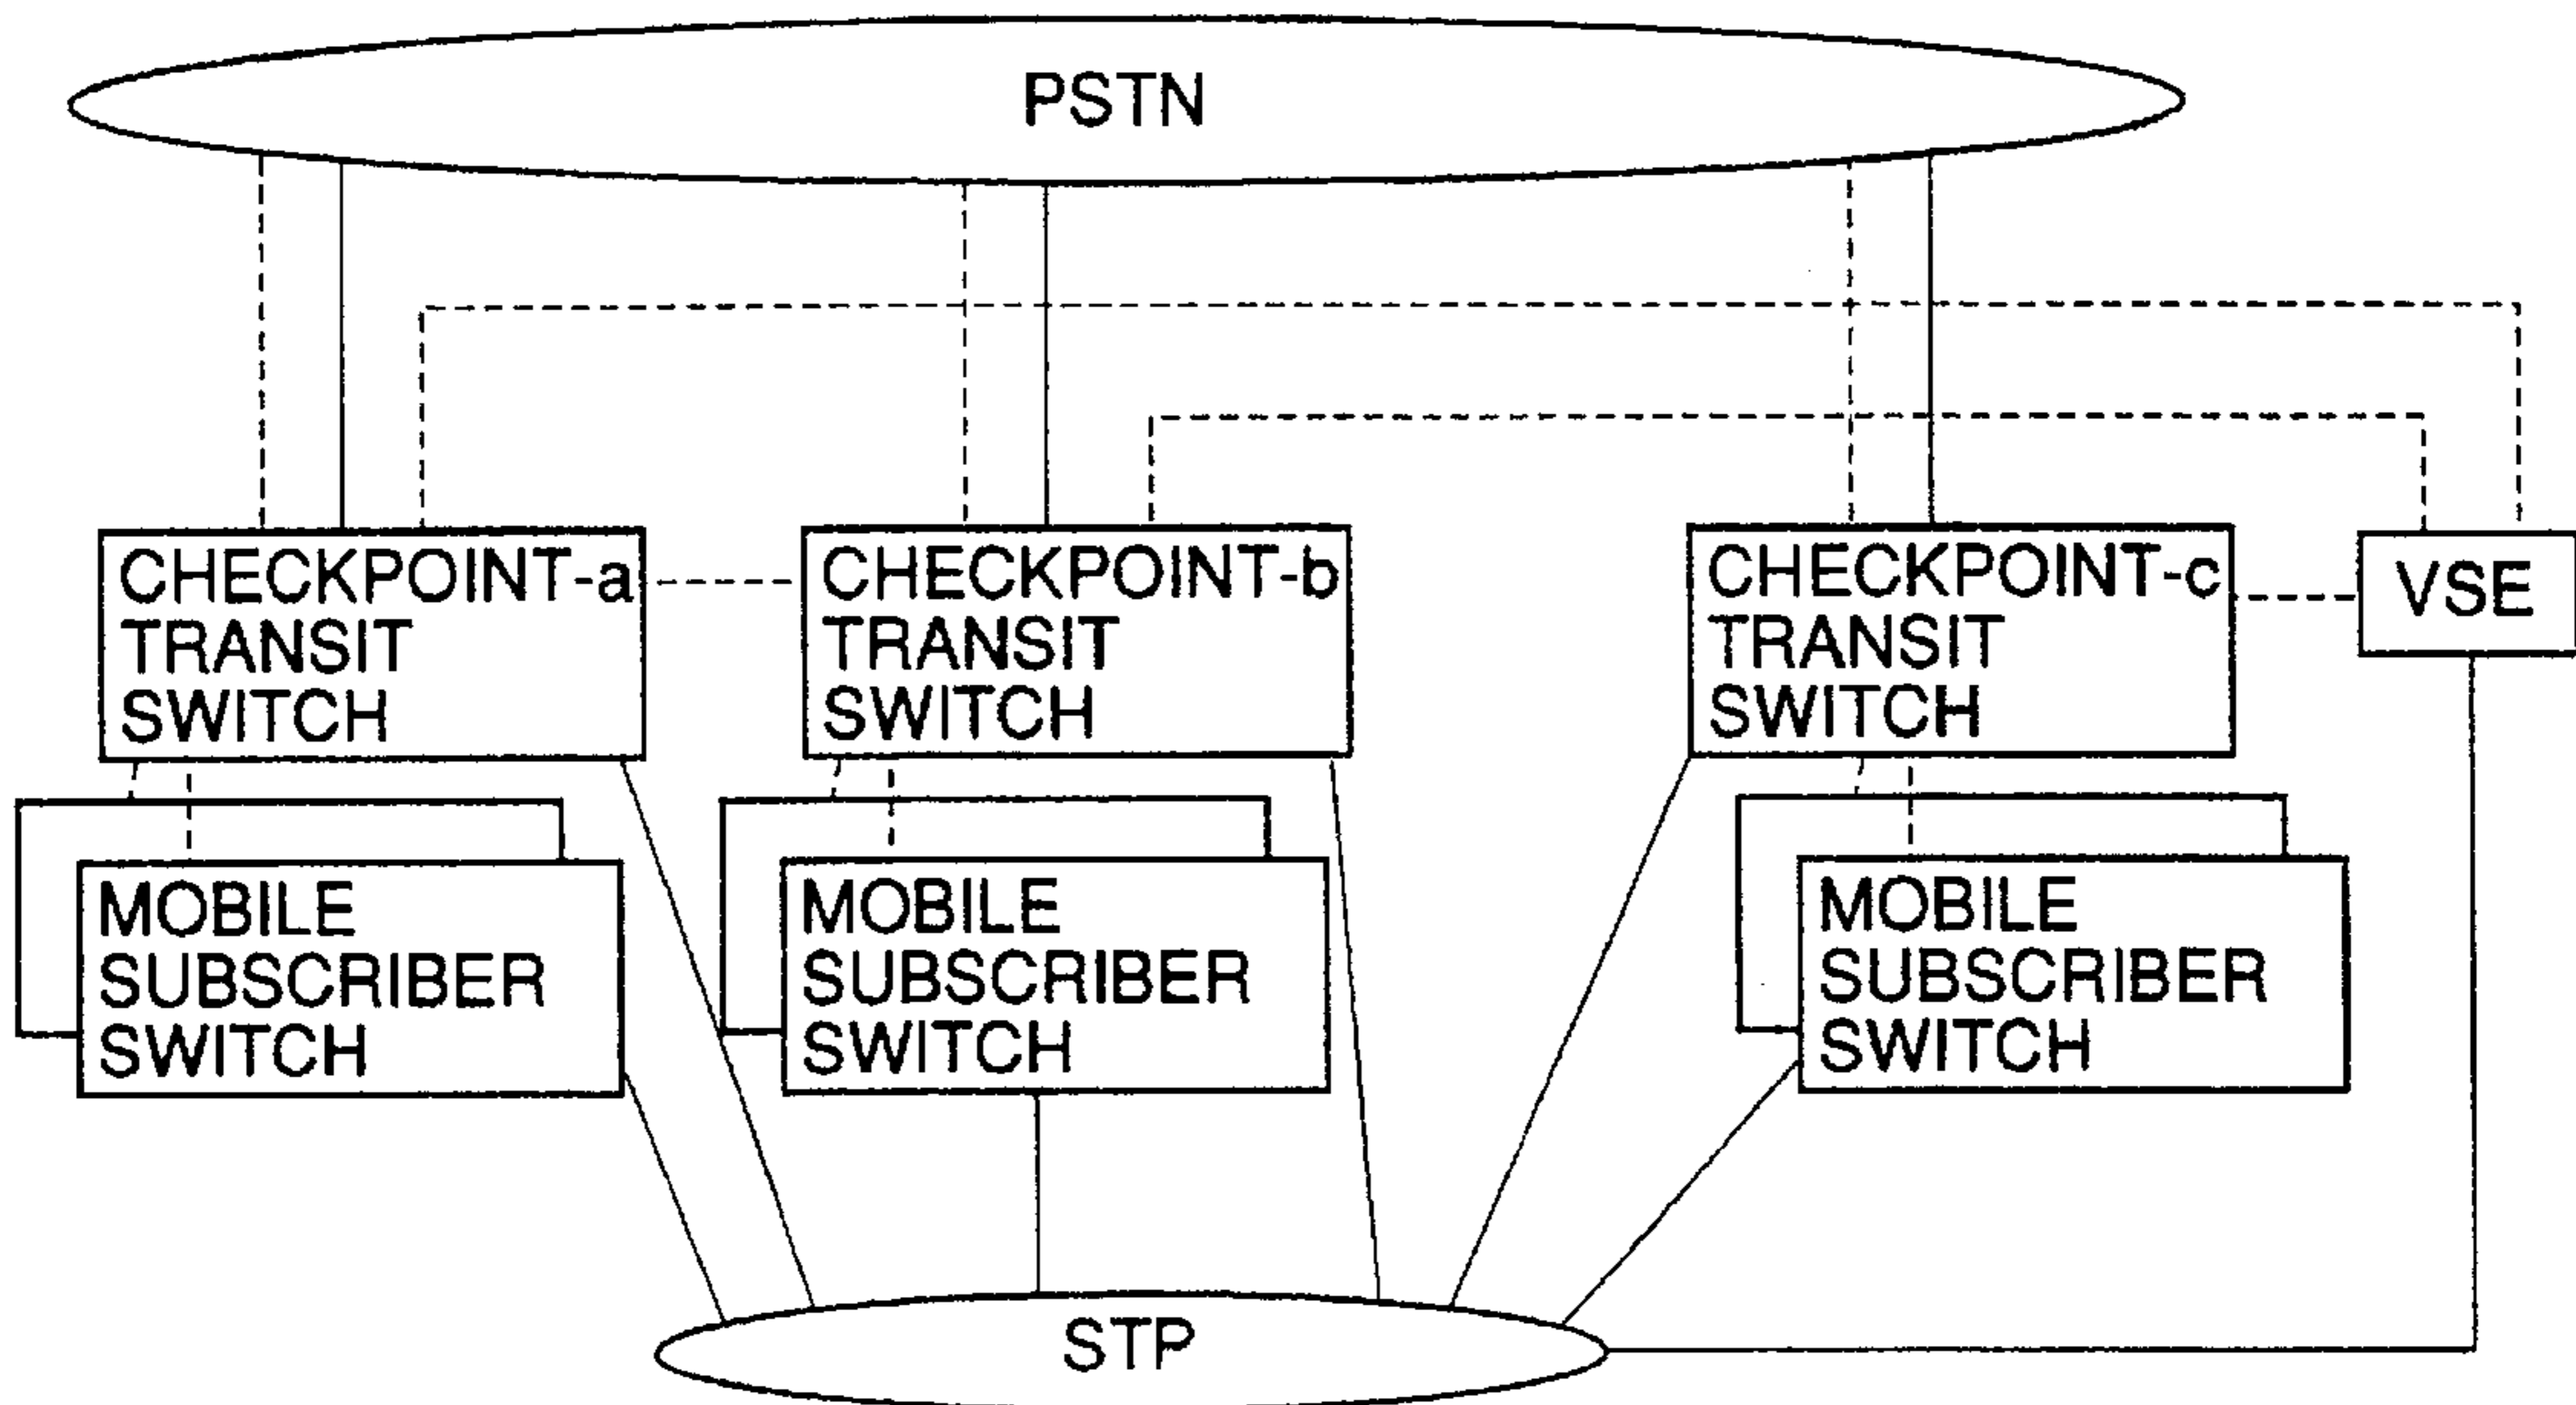 PSTN
CHECKPOINT-a
TRANSIT
SWITCH
CHECKPOINT-b
TRANSIT
SWITCH
CHECKPOINT-c
TRANSIT
SWITCH
VSE
MOBILE
SUBSCRIBER
SWITCH
MOBILE
SUBSCRIBER
SWITCH
MOBILE
SUBSCRIBER
SWITCH
STP